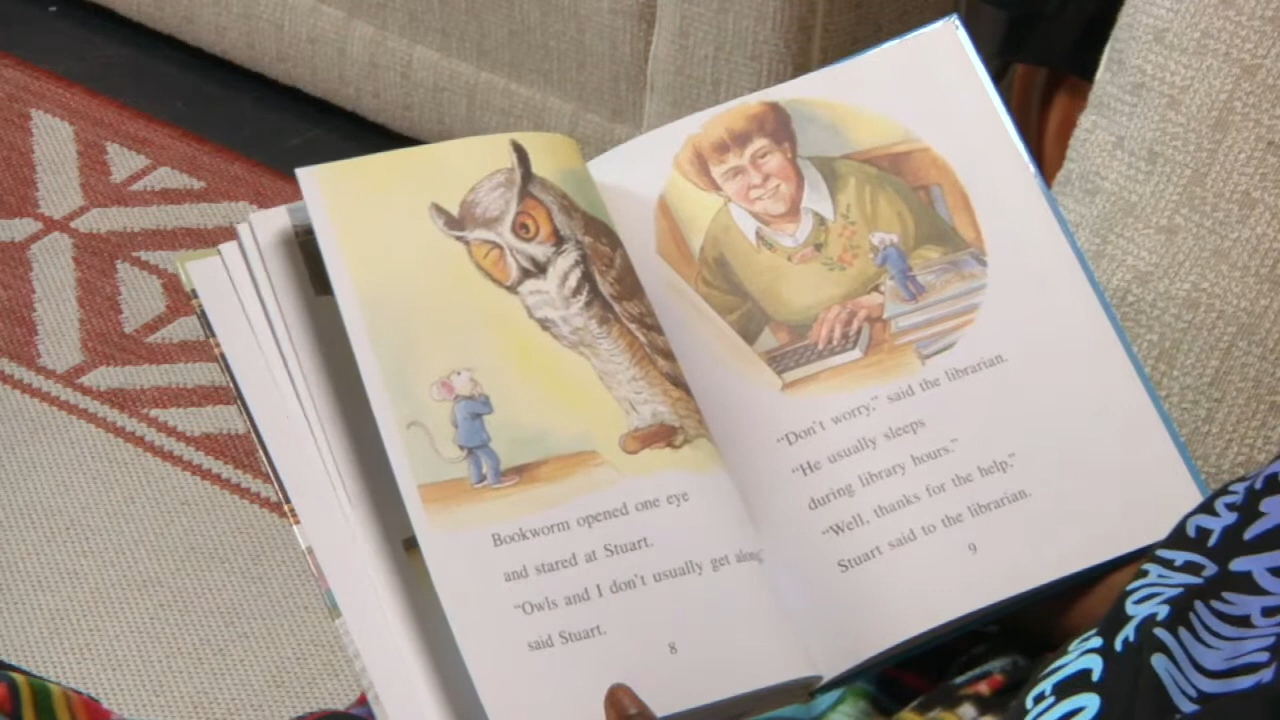 Bookworm opened one eye
and stared at Stuart.
"Owls and I don't usually get along,"
said Stuart.
8
"Don't worry," said the librarian.
"He usually sleeps
during library hours."
"Well, thanks for the help,"
Stuart said to the librarian.
9
FADE